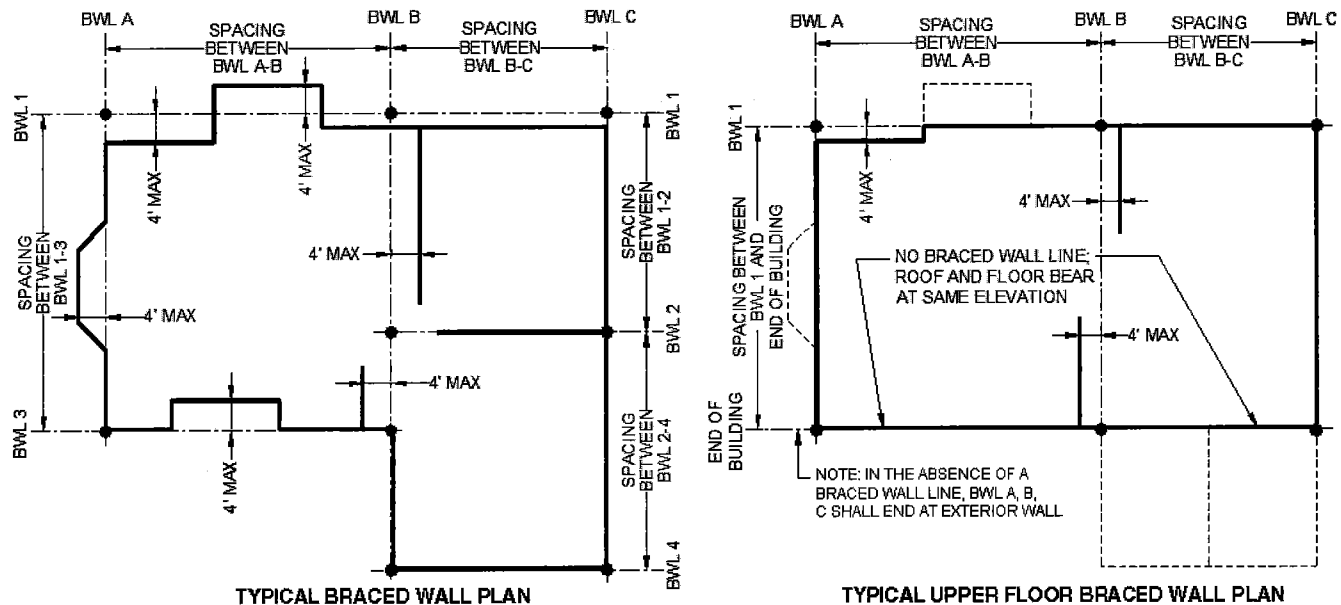 BWL A
BWL B
BWL C
SPACING
BETWEEN
BWL A-B
SPACING
BETWEEN
BWL B-C
BWL 1
BWL 1
4' MAX
4' MAX
SPACING
BETWEEN
BWL 1-3
4' MAX
SPACING
BETWEEN
BWL 1-2
4' MAX
BWL 2
4' MAX
BWL 3
4' MAX
SPACING
BETWEEN
BWL 2-4
BWL 4
TYPICAL BRACED WALL PLAN
BWL A
BWL B
BWL C
SPACING
BETWEEN
BWL A-B
SPACING
BETWEEN
BWL B-C
BWL 1
4' MAX
4' MAX
SPACING BETWEEN
BWL 1 AND
END OF BUILDING
NO BRACED WALL LINE;
ROOF AND FLOOR BEAR
AT SAME ELEVATION
4' MAX
END OF
BUILDING
NOTE: IN THE ABSENCE OF A
BRACED WALL LINE, BWL A, B,
C SHALL END AT EXTERIOR WALL
TYPICAL UPPER FLOOR BRACED WALL PLAN